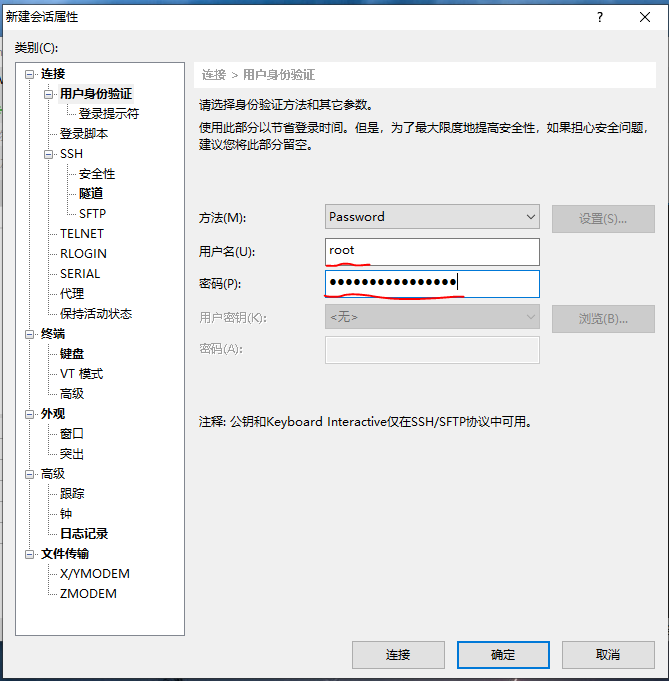 新建会话属性
?
类别(C):
连接
用户身份验证
登录提示符
登录脚本
SSH
安全性
隧道
SFTP
TELNET
RLOGIN
SERIAL
代理
保持活动状态
终端
键盘
VT 模式
高级
外观
窗口
突出
高级
跟踪
钟
日志记录
文件传输
X/YMODEM
ZMODEM
连接 > 用户身份验证
请选择身份验证方法和其它参数。
使用此部分以节省登录时间。但是，为了最大限度地提高安全性，如果担心安全问题，
建议您将此部分留空。
方法(M):
Password
设置(S)...
用户名(U):
root
密码(P):
●●●●●●●●●●●●●●●●
用户密钥(K):
<无>
浏览(B)...
密码(A):
注释: 公钥和Keyboard Interactive仅在SSH/SFTP协议中可用。
连接
确定
取消